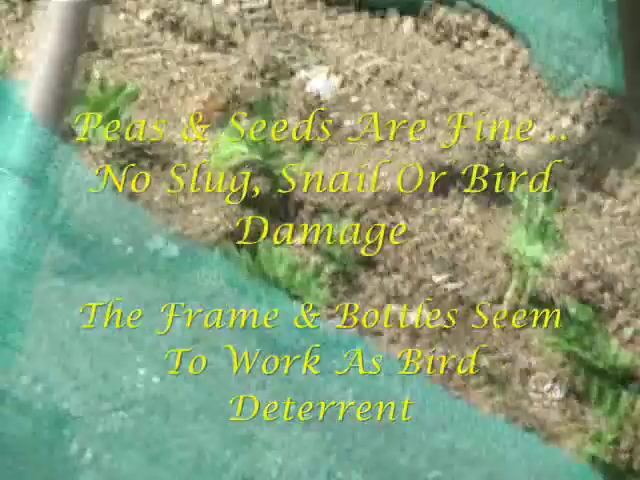 Peas & Seeds Are Fine ..
No Slug, Snail Or Bird
Damage
The Frame & Bottles Seem
To Work As Bird
Deterrent